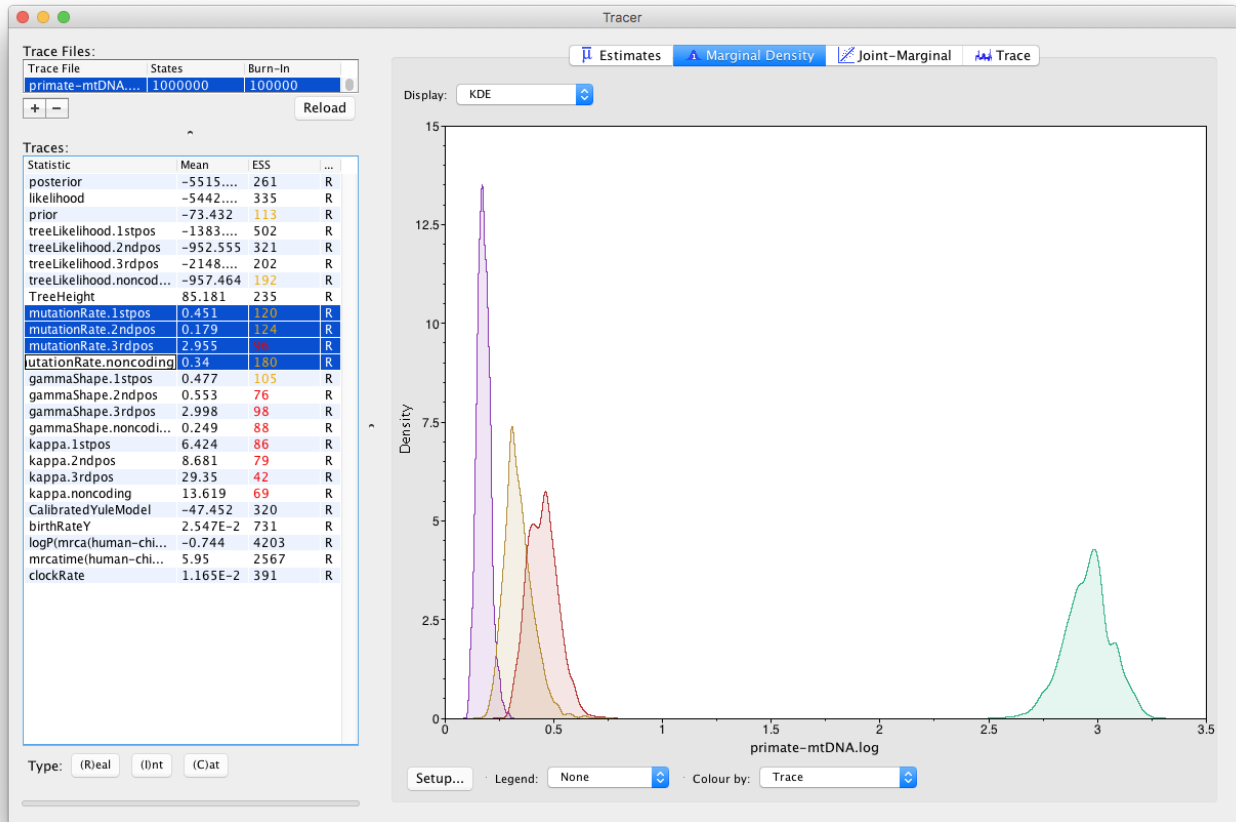 Tracer
Trace Files:
Trace File States Burn-In
primate-mtDNA.... 1000000 100000
+ − Reload
Traces:
Statistic Mean ESS ...
posterior -5515.... 261 R
likelihood -5442.... 335 R
prior -73.432 113 R
treeLikelihood.1stpos -1383.... 502 R
treeLikelihood.2ndpos -952.555 321 R
treeLikelihood.3rdpos -2148.... 202 R
treeLikelihood.noncod... -957.464 192 R
TreeHeight 85.181 235 R
mutationRate.1stpos 0.451 120 R
mutationRate.2ndpos 0.179 124 R
mutationRate.3rdpos 2.955 96 R
utationRate.noncoding 0.34 180 R
gammaShape.1stpos 0.477 105 R
gammaShape.2ndpos 0.553 76 R
gammaShape.3rdpos 2.998 98 R
gammaShape.noncodi... 0.249 88 R
kappa.1stpos 6.424 86 R
kappa.2ndpos 8.681 79 R
kappa.3rdpos 29.35 42 R
kappa.noncoding 13.619 69 R
CalibratedYuleModel -47.452 320 R
birthRateY 2.547E-2 731 R
logP(mrca(human-chi... -0.744 4203 R
mrcatime(human-chi... 5.95 2567 R
clockRate 1.165E-2 391 R
Type: (R)eal (I)nt (C)at
Estimates Marginal Density Joint-Marginal Trace
Display: KDE
15
12.5
10
7.5
5
2.5
0
Density
0 0.5 1 1.5 2 2.5 3 3.5
primate-mtDNA.log
Setup... Legend: None Colour by: Trace